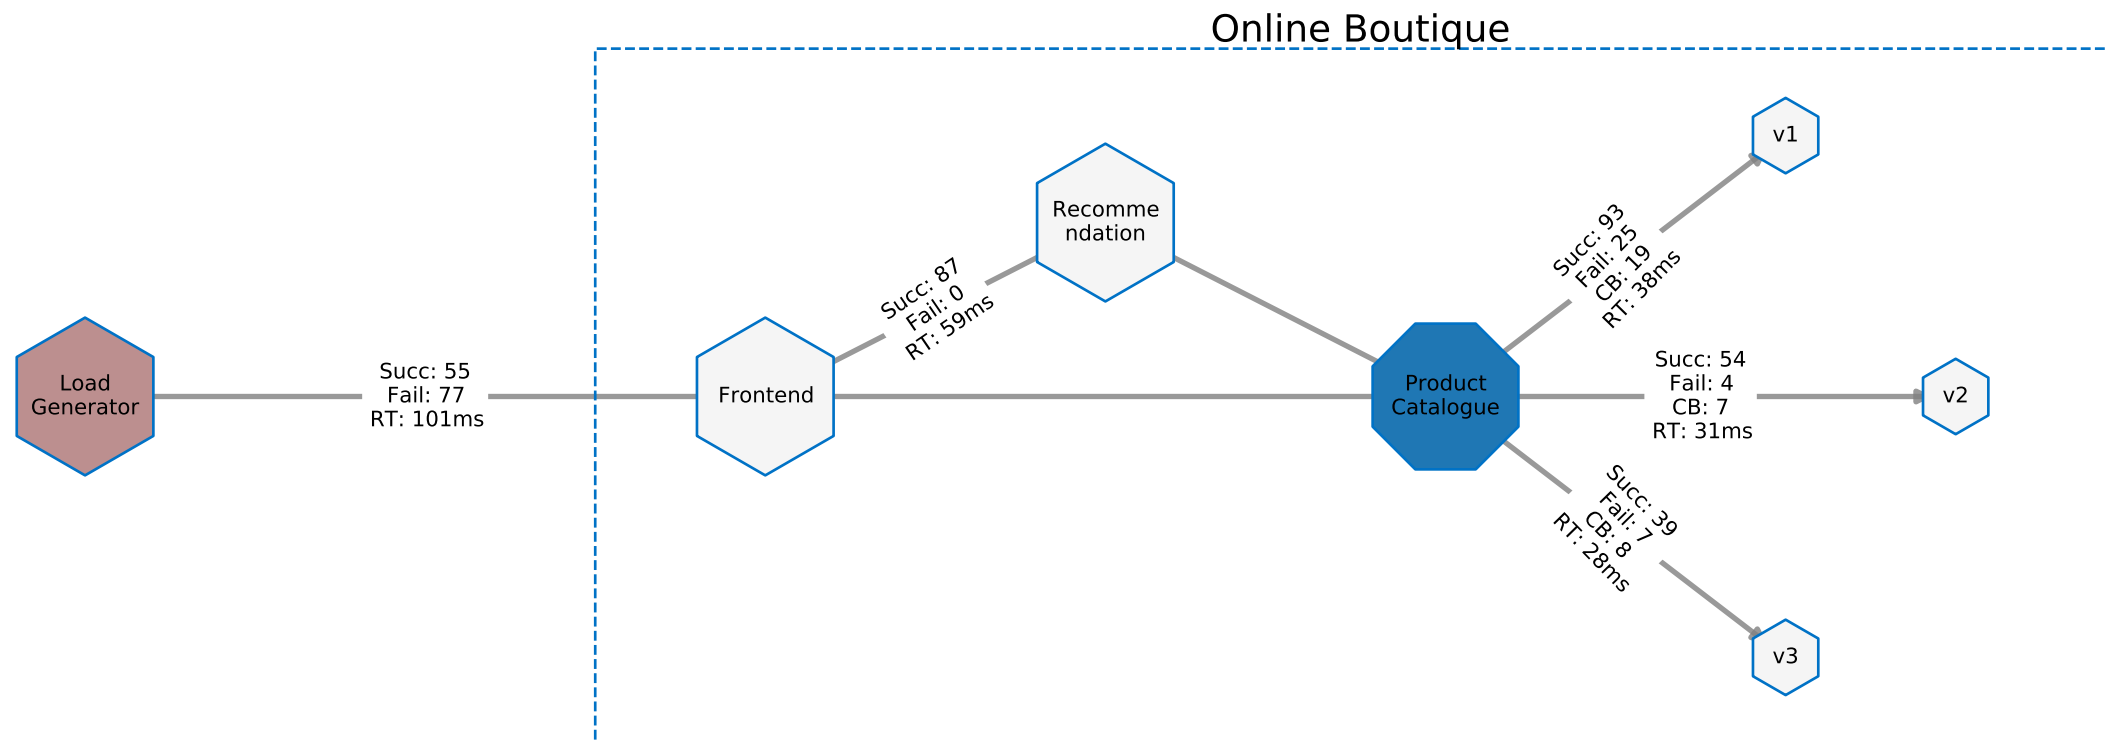 Online Boutique
v1
Recomme
ndation
Succ: 93
Fail: 25
CB: 19
RT: 38ms
Succ: 87
Fail: 0
RT: 59ms
Load
Generator
Succ: 55
Fail: 77
RT: 101ms
Frontend
Product
Catalogue
Succ: 54
Fail: 4
CB: 7
RT: 31ms
v2
Succ: 39
Fail: 7
CB: 8
RT: 28ms
v3